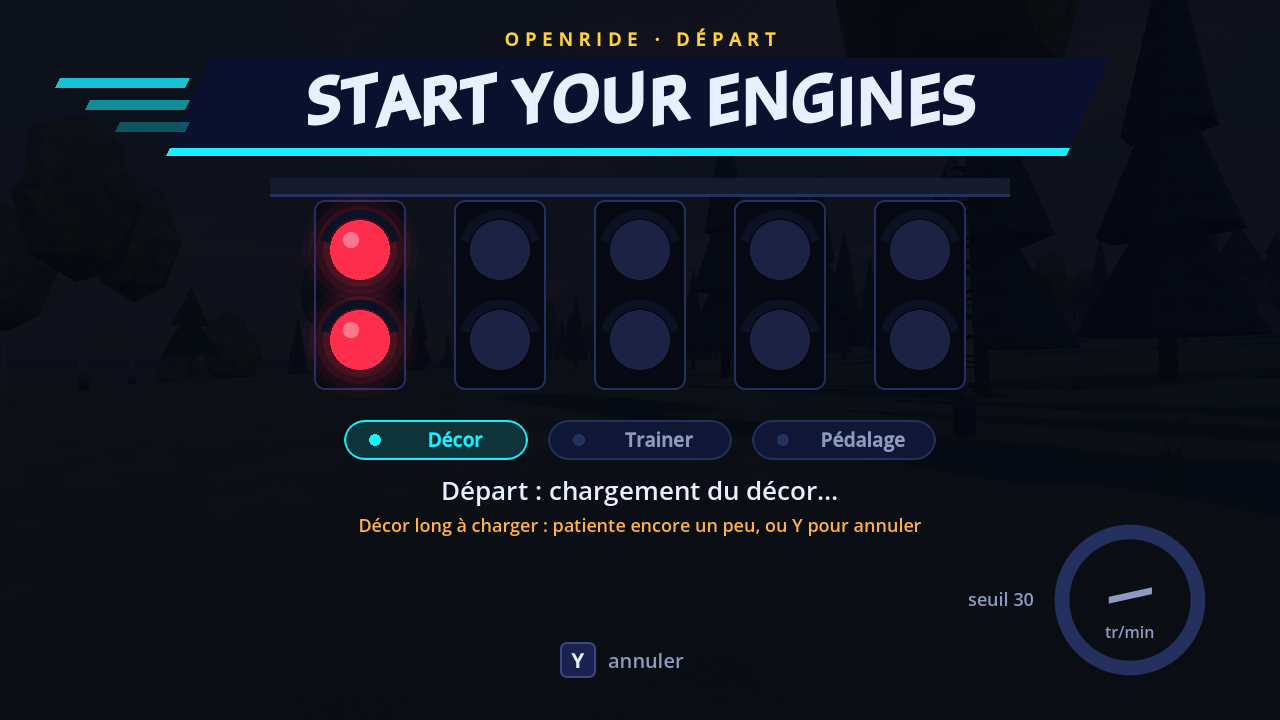 OPENRIDE · DÉPART
START YOUR ENGINES
Décor
Trainer
Pédalage
Départ : chargement du décor...
Décor long à charger : patiente encore un peu, ou Y pour annuler
seuil 30
—
tr/min
Y annuler